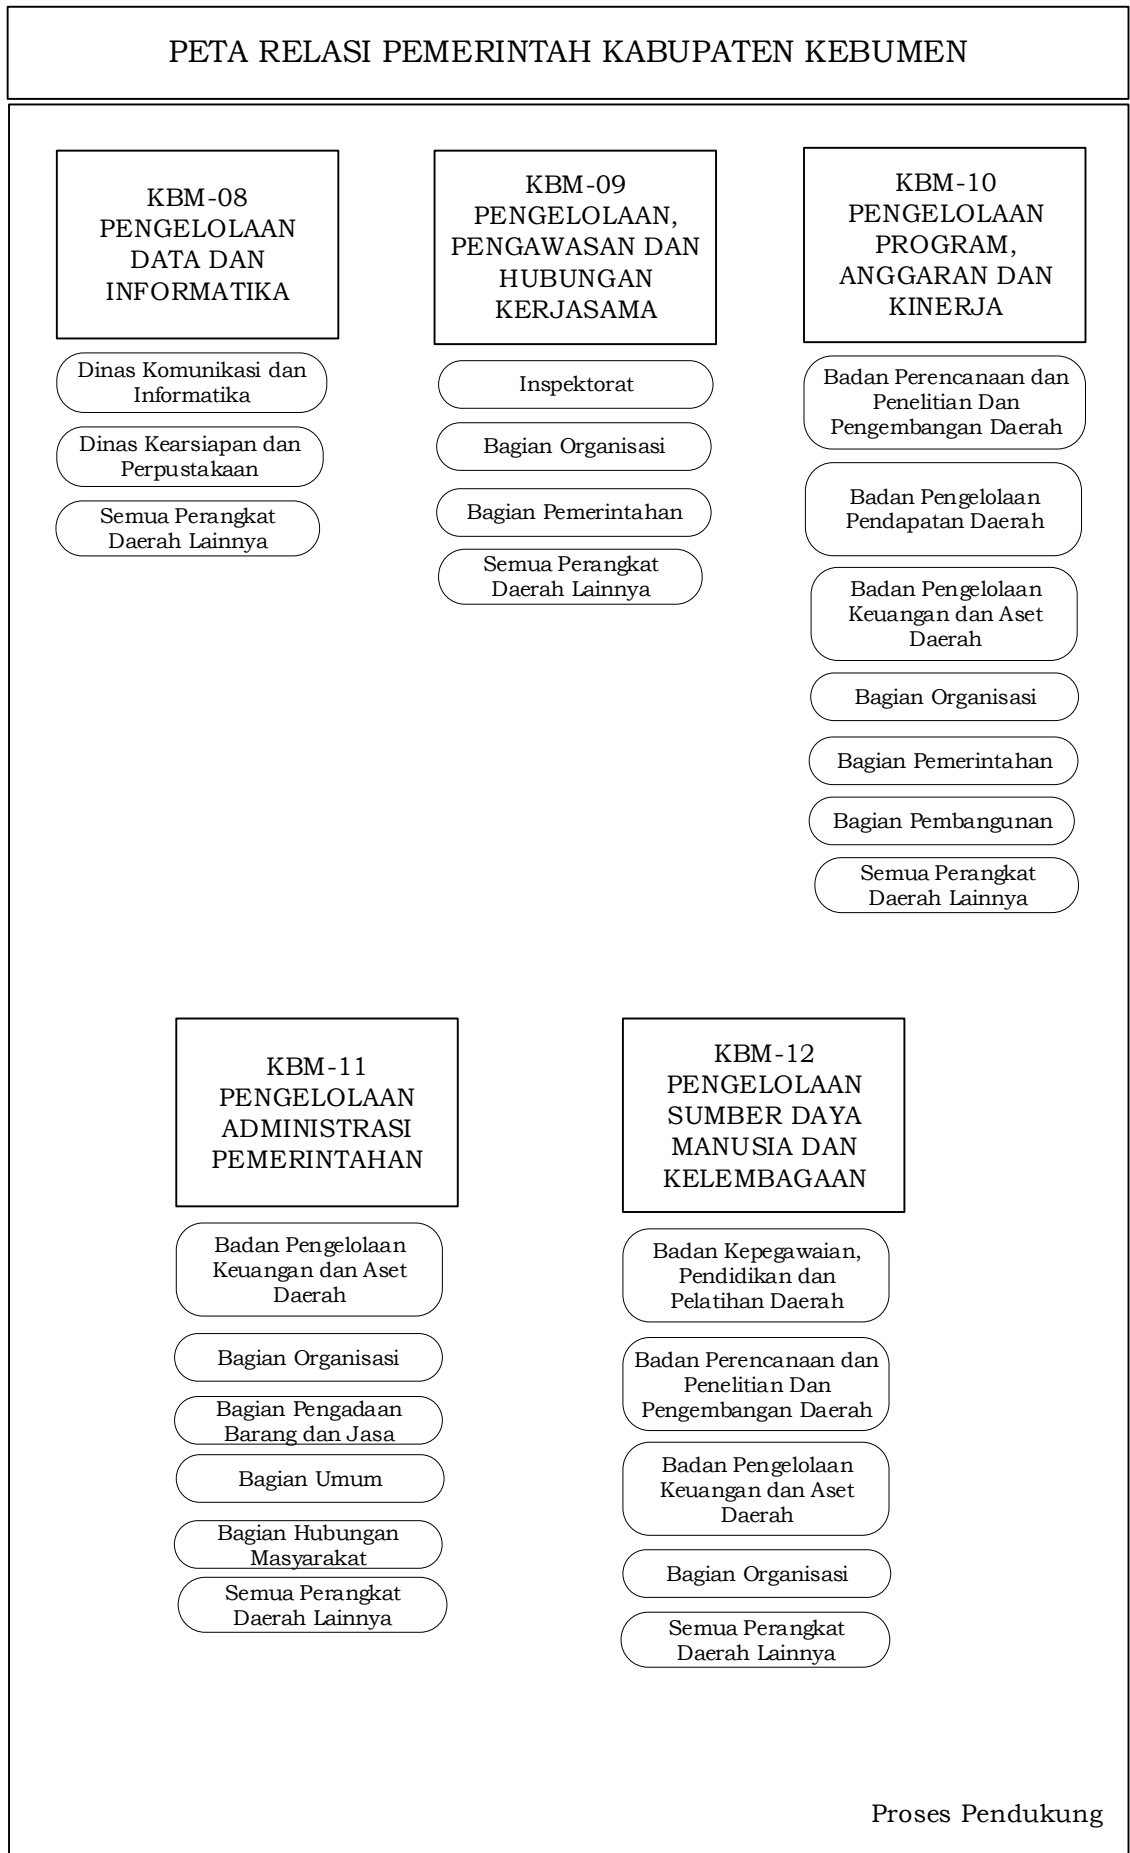 PETA RELASI PEMERINTAH KABUPATEN KEBUMEN
KBM-08
PENGELOLAAN
DATA DAN
INFORMATIKA
Dinas Komunikasi dan
Informatika
Dinas Kearsiapan dan
Perpustakaan
Semua Perangkat
Daerah Lainnya
KBM-09
PENGELOLAAN,
PENGAWASAN DAN
HUBUNGAN
KERJASAMA
Inspektorat
Bagian Organisasi
Bagian Pemerintahan
Semua Perangkat
Daerah Lainnya
KBM-10
PENGELOLAAN
PROGRAM,
ANGGARAN DAN
KINERJA
Badan Perencanaan dan
Penelitian Dan
Pengembangan Daerah
Badan Pengelolaan
Pendapatan Daerah
Badan Pengelolaan
Keuangan dan Aset
Daerah
Bagian Organisasi
Bagian Pemerintahan
Bagian Pembangunan
Semua Perangkat
Daerah Lainnya
KBM-11
PENGELOLAAN
ADMINISTRASI
PEMERINTAHAN
Badan Pengelolaan
Keuangan dan Aset
Daerah
Bagian Organisasi
Bagian Pengadaan
Barang dan Jasa
Bagian Umum
Bagian Hubungan
Masyarakat
Semua Perangkat
Daerah Lainnya
KBM-12
PENGELOLAAN
SUMBER DAYA
MANUSIA DAN
KELEMBAGAAN
Badan Kepegawaian,
Pendidikan dan
Pelatihan Daerah
Badan Perencanaan dan
Penelitian Dan
Pengembangan Daerah
Badan Pengelolaan
Keuangan dan Aset
Daerah
Bagian Organisasi
Semua Perangkat
Daerah Lainnya
Proses Pendukung